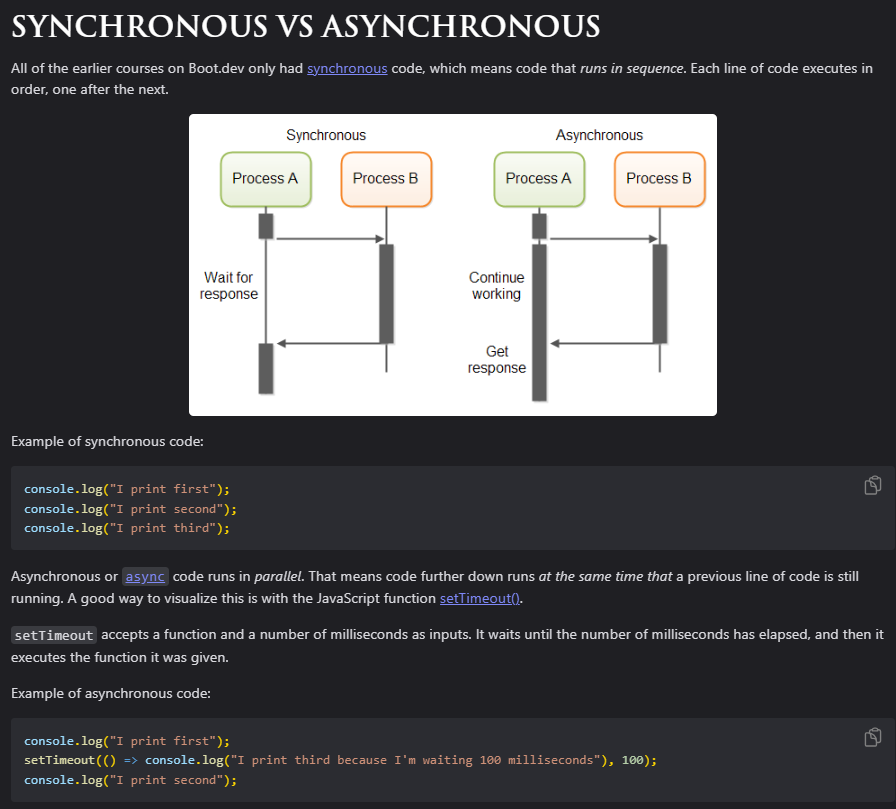 SYNCHRONOUS VS ASYNCHRONOUS
All of the earlier courses on Boot.dev only had synchronous code, which means code that runs in sequence. Each line of code executes in
order, one after the next.
Synchronous
Process A
Process B
Wait for
response
Asynchronous
Process A
Process B
Continue
working
Get
response
Example of synchronous code:
console.log("I print first");
console.log("I print second");
console.log("I print third");
Asynchronous or async code runs in parallel. That means code further down runs at the same time that a previous line of code is still
running. A good way to visualize this is with the JavaScript function setTimeout().
setTimeout accepts a function and a number of milliseconds as inputs. It waits until the number of milliseconds has elapsed, and then it
executes the function it was given.
Example of asynchronous code:
console.log("I print first");
setTimeout(() => console.log("I print third because I'm waiting 100 milliseconds"), 100);
console.log("I print second");